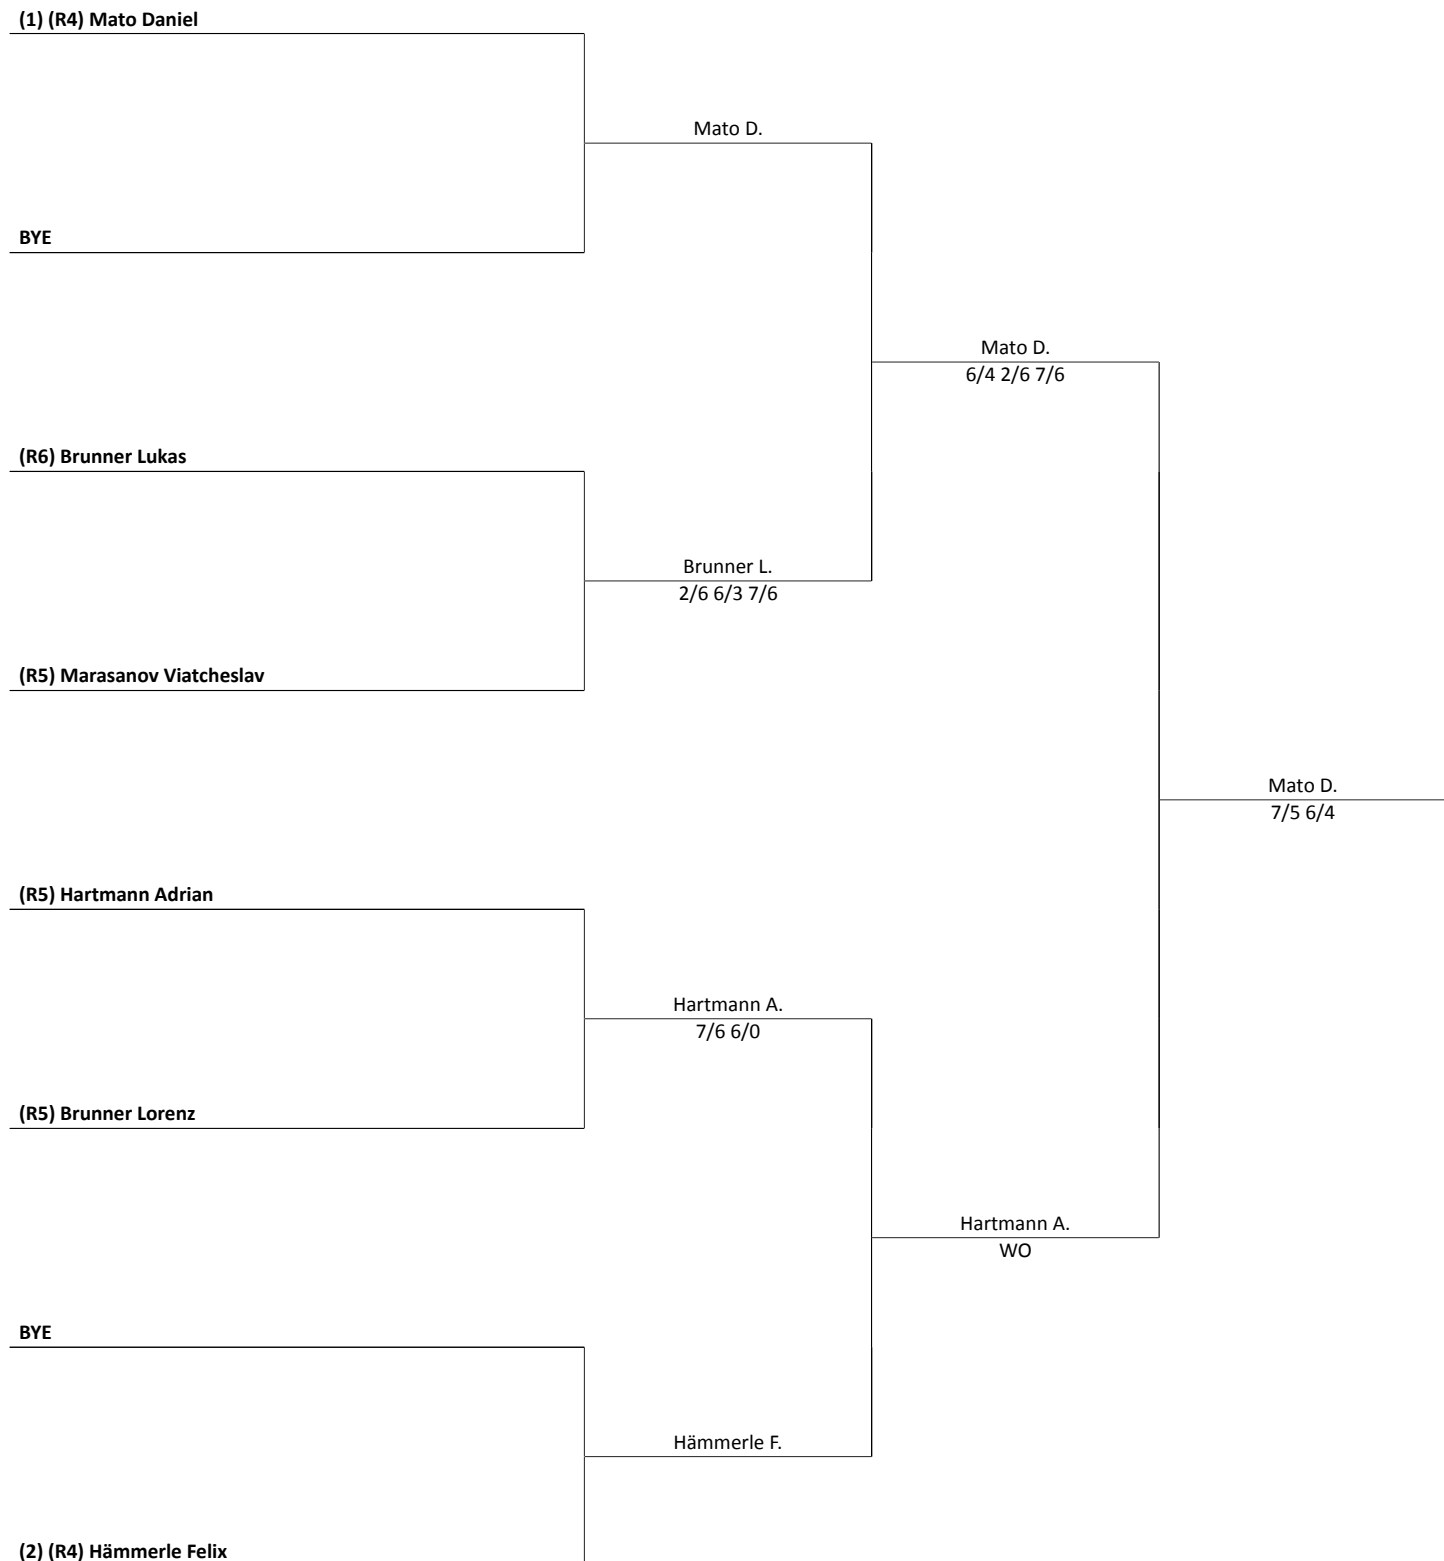 (1) (R4) Mato Daniel
Mato D.
BYE
Mato D.
6/4 2/6 7/6
(R6) Brunner Lukas
Brunner L.
2/6 6/3 7/6
(R5) Marasanov Viatcheslav
Mato D.
7/5 6/4
(R5) Hartmann Adrian
Hartmann A.
7/6 6/0
(R5) Brunner Lorenz
Hartmann A.
WO
BYE
Hämmerle F.
(2) (R4) Hämmerle Felix